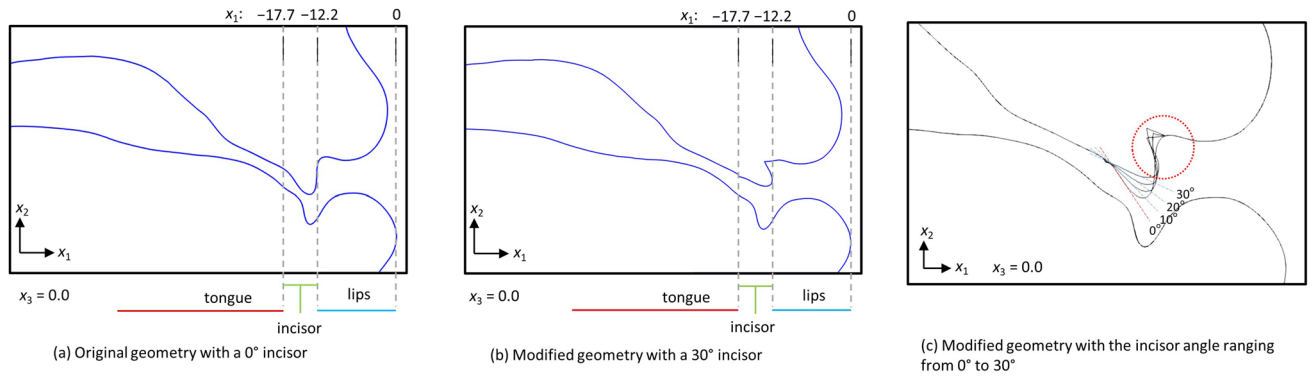 x₁: −17.7 −12.2 0
x₂
x₁
x₃ = 0.0
tongue
lips
incisor
(a) Original geometry with a 0° incisor
x₁: −17.7 −12.2 0
x₂
x₁
x₃ = 0.0
tongue
lips
incisor
(b) Modified geometry with a 30° incisor
30°
20°
10°
0°
x₂
x₁
x₃ = 0.0
(c) Modified geometry with the incisor angle ranging
from 0° to 30°